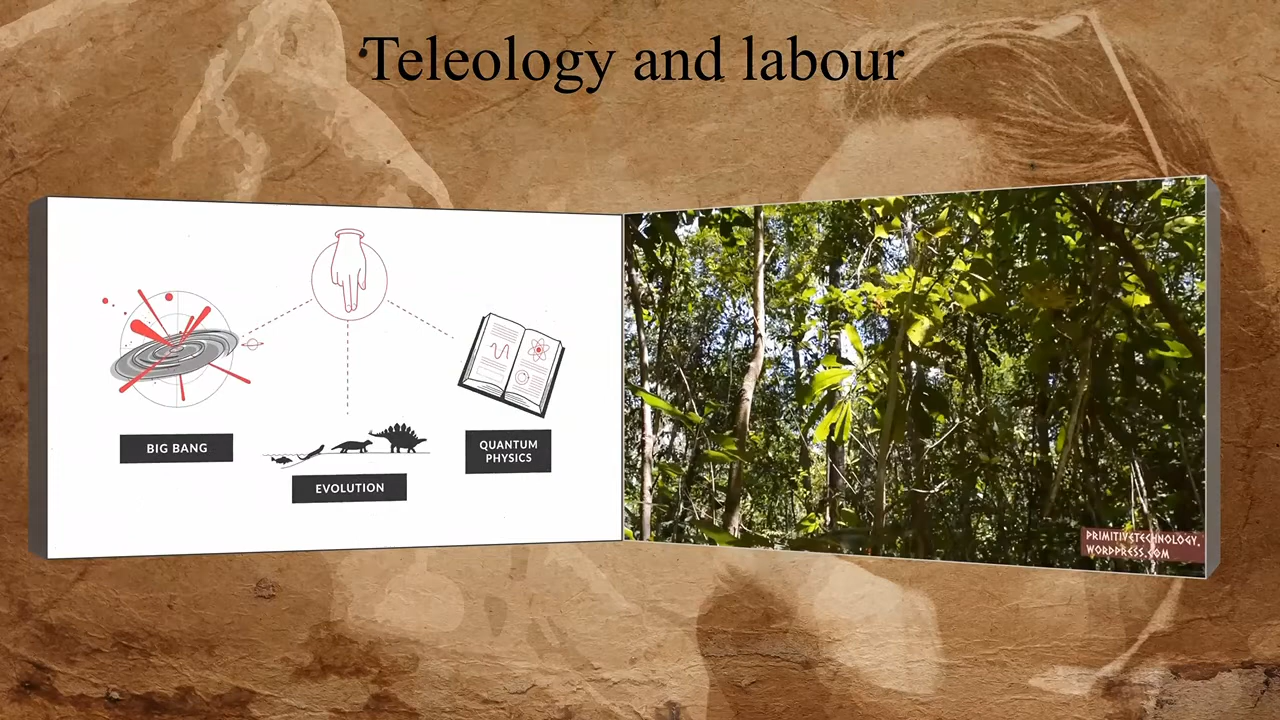 Teleology and labour
BIG BANG
EVOLUTION
QUANTUM
PHYSICS
PRIMITIVETECHNOLOGY.
WORDPRESS.COM